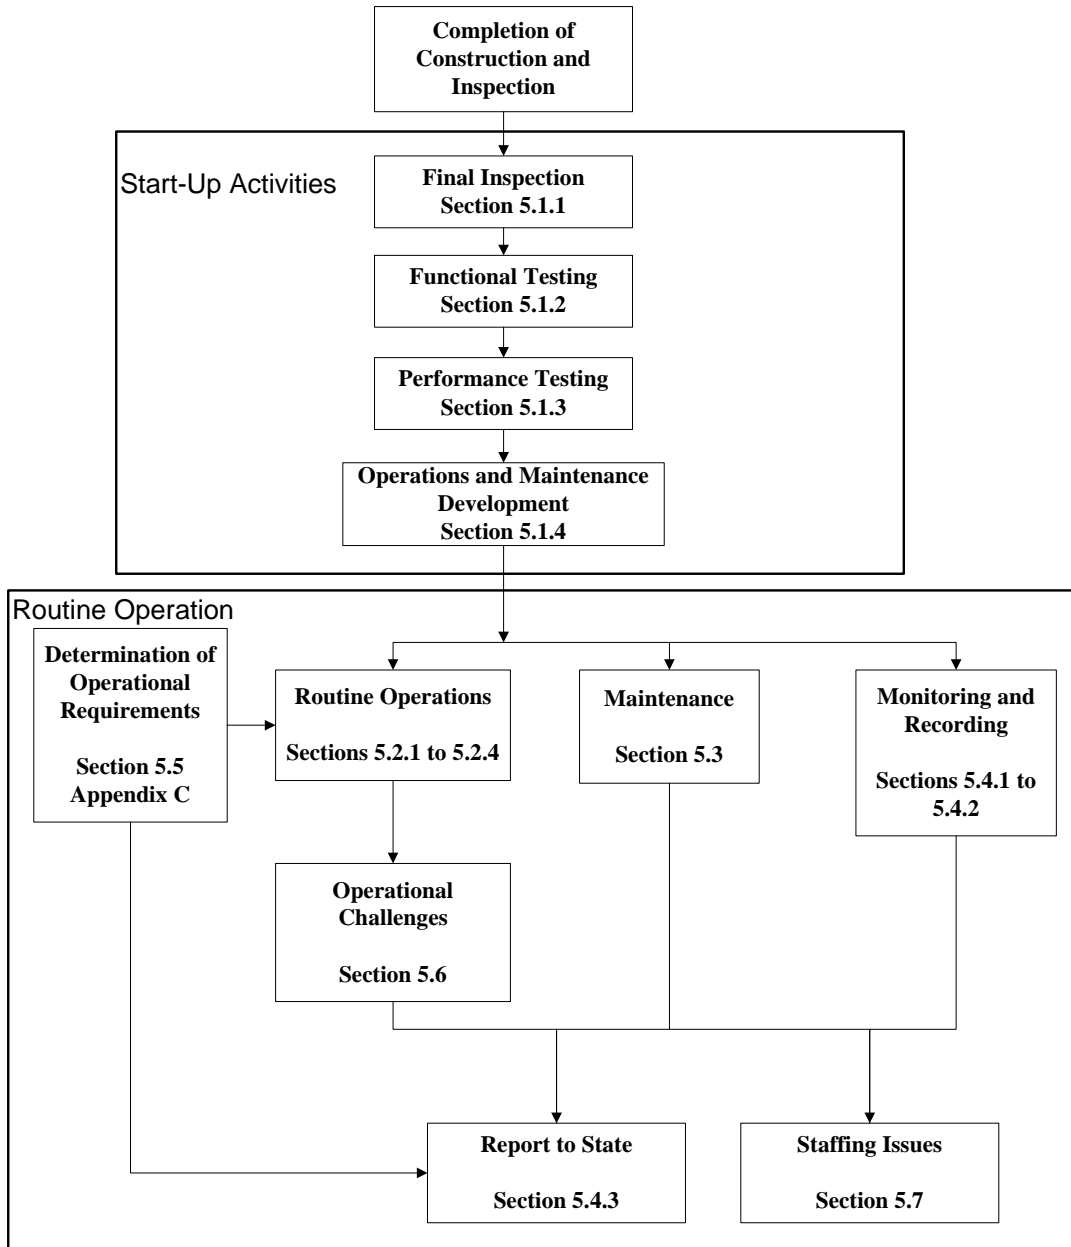 Completion of
Construction and
Inspection
Start-Up Activities
Final Inspection
Section 5.1.1
Functional Testing
Section 5.1.2
Performance Testing
Section 5.1.3
Operations and Maintenance
Development
Section 5.1.4
Routine Operation
Determination of
Operational
Requirements
Section 5.5
Appendix C
Routine Operations
Sections 5.2.1 to 5.2.4
Maintenance
Section 5.3
Monitoring and
Recording
Sections 5.4.1 to
5.4.2
Operational
Challenges
Section 5.6
Report to State
Section 5.4.3
Staffing Issues
Section 5.7